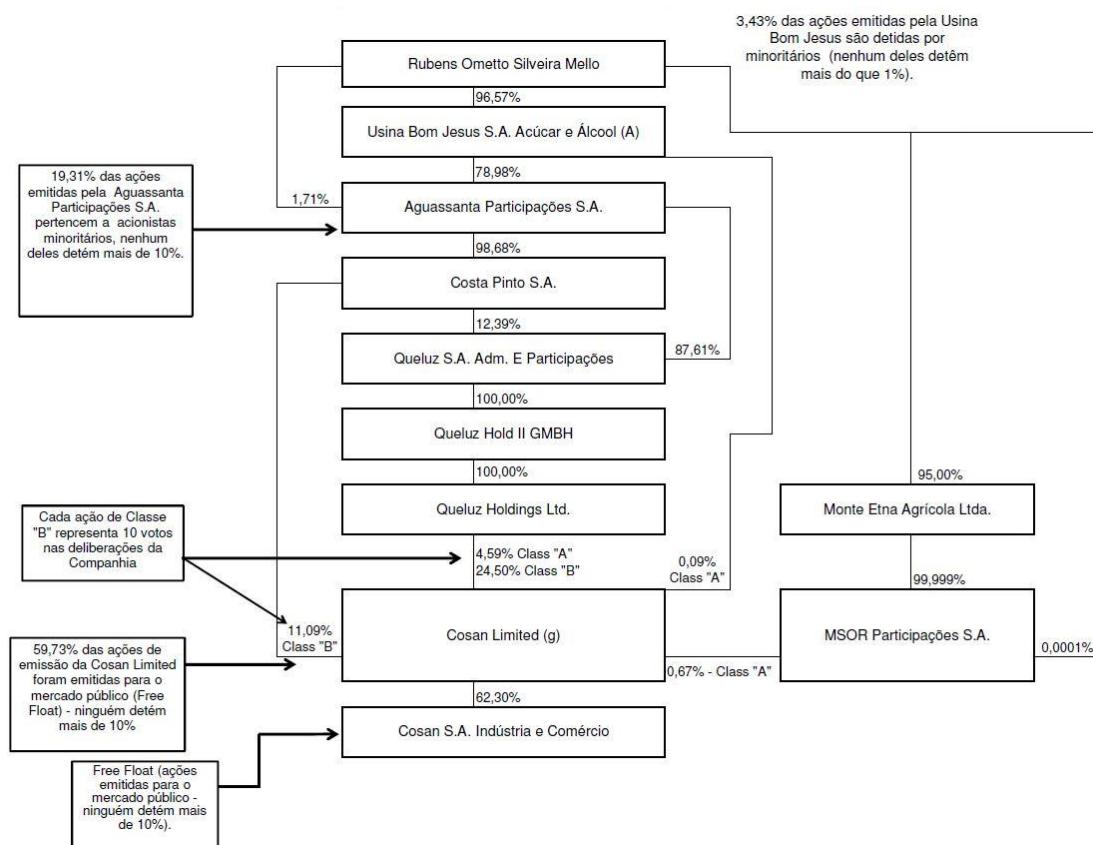 3,43% das ações emitidas pela Usina
Bom Jesus são detidas por
minoritários (nenhum deles detêm
mais do que 1%).
Rubens Ometto Silveira Mello
96,57%
Usina Bom Jesus S.A. Acúcar e Álcool (A)
78,98%
19,31% das ações
emitidas pela Aguassanta
Participações S.A.
pertencem a acionistas
minoritários, nenhum
deles detém mais de 10%.
1,71%
Aguassanta Participações S.A.
98,68%
Costa Pinto S.A.
12,39%
Queluz S.A. Adm. E Participações
87,61%
100,00%
Queluz Hold II GMBH
100,00%
95,00%
Queluz Holdings Ltd.
Monte Etna Agrícola Ltda.
Cada ação de Classe
"B" representa 10 votos
nas deliberações da
Companhia
4,59% Class "A"
24,50% Class "B"
0,09%
Class "A"
99,999%
11,09%
Class "B"
Cosan Limited (g)
MSOR Participações S.A.
0,0001%
0,67% - Class "A"
59,73% das ações de
emissão da Cosan Limited
foram emitidas para o
mercado público (Free
Float) - ninguém detém
mais de 10%
62,30%
Cosan S.A. Indústria e Comércio
Free Float (ações
emitidas para o
mercado público -
ninguém detém mais
de 10%).